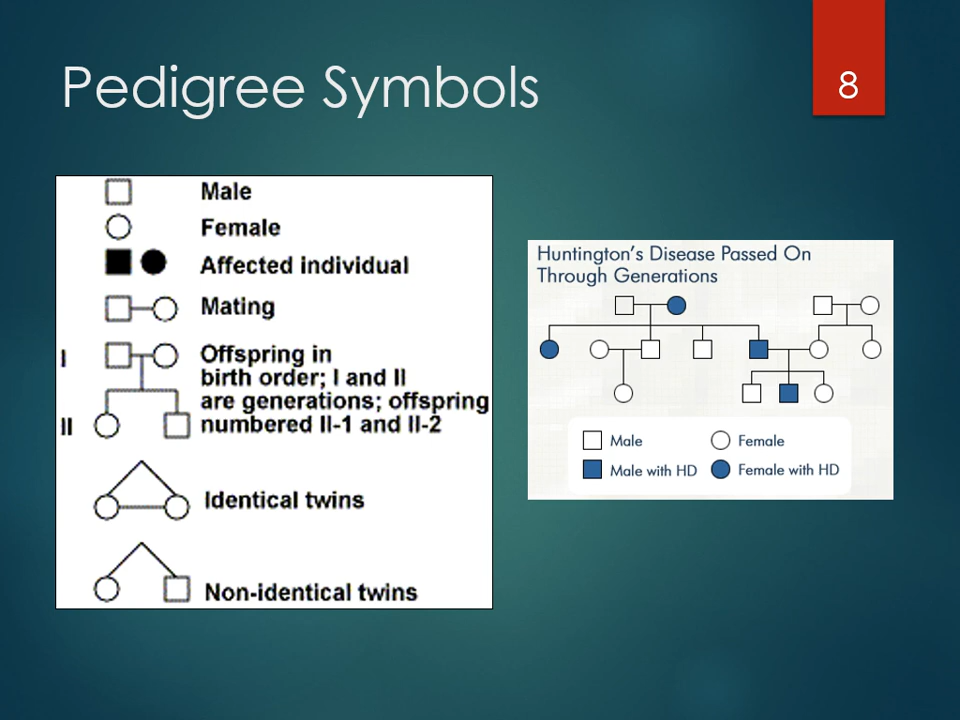 Pedigree Symbols
8
Male
Female
Affected individual
Mating
I
Offspring in
birth order; I and II
are generations; offspring
II
numbered II-1 and II-2
Identical twins
Non-identical twins
Huntington's Disease Passed On
Through Generations
Male
Female
Male with HD
Female with HD